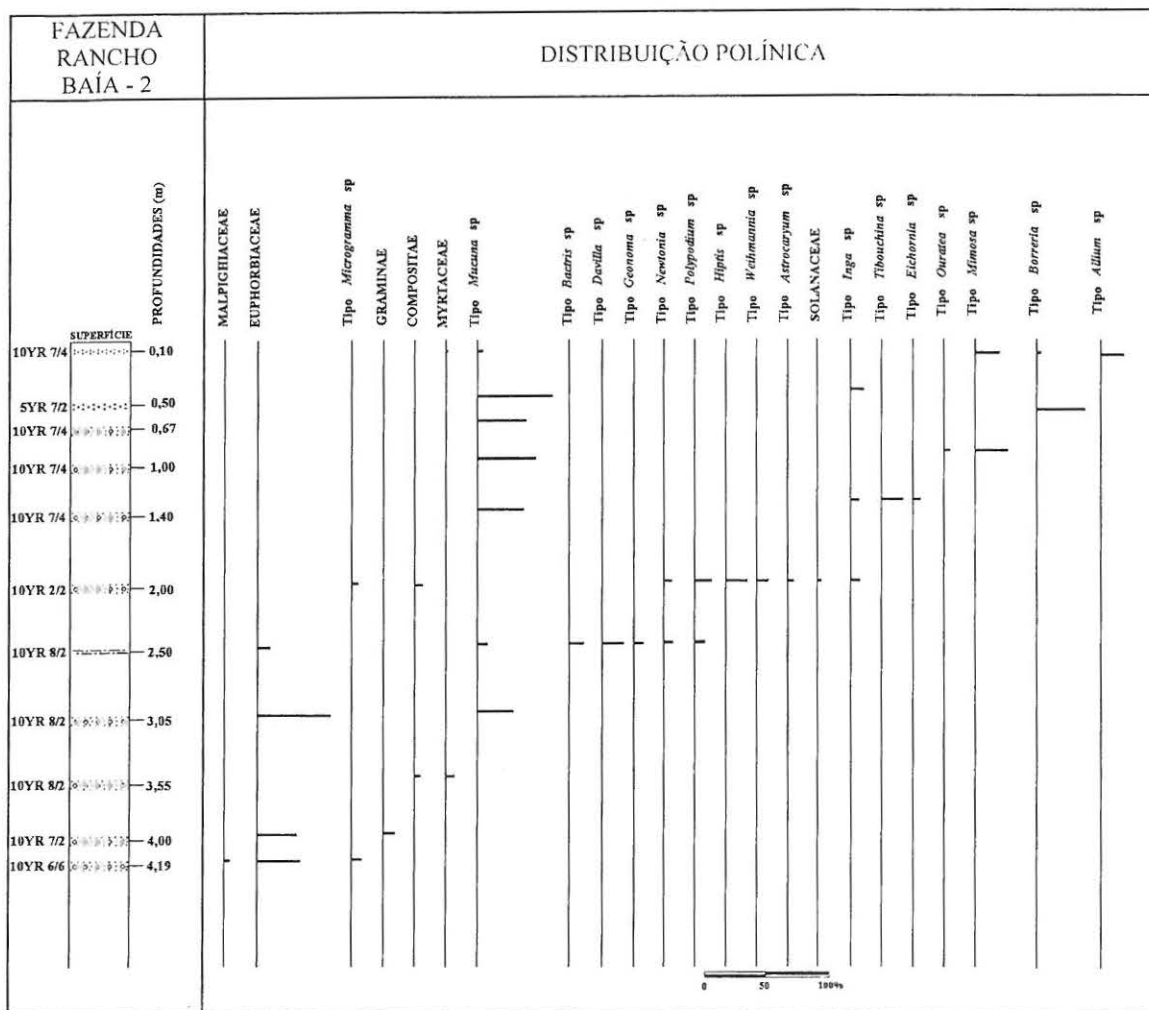 FAZENDA
RANCHO
BAÍA - 2
DISTRIBUIÇÃO POLÍNICA
PROFUNDIDADES (m)
MALPIGHIACEAE
EUPHORBIACEAE
Tipo Microgramma sp
GRAMINAE
COMPOSITAE
MYRTACEAE
Tipo Mucuna sp
Tipo Bactris sp
Tipo Davilla sp
Tipo Geonoma sp
Tipo Newtonia sp
Tipo Polypodium sp
Tipo Hiptis sp
Tipo Weihmannia sp
Tipo Astrocaryum sp
SOLANACEAE
Tipo Inga sp
Tipo Tibouchina sp
Tipo Eichornia sp
Tipo Ouratea sp
Tipo Mimosa sp
Tipo Borreria sp
Tipo Allium sp
SUPERFÍCIE
10YR 7/4 0,10
5YR 7/2 0,50
10YR 7/4 0,67
10YR 7/4 1,00
10YR 7/4 1,40
10YR 2/2 2,00
10YR 8/2 2,50
10YR 8/2 3,05
10YR 8/2 3,55
10YR 7/2 4,00
10YR 6/6 4,19
0 50 100%